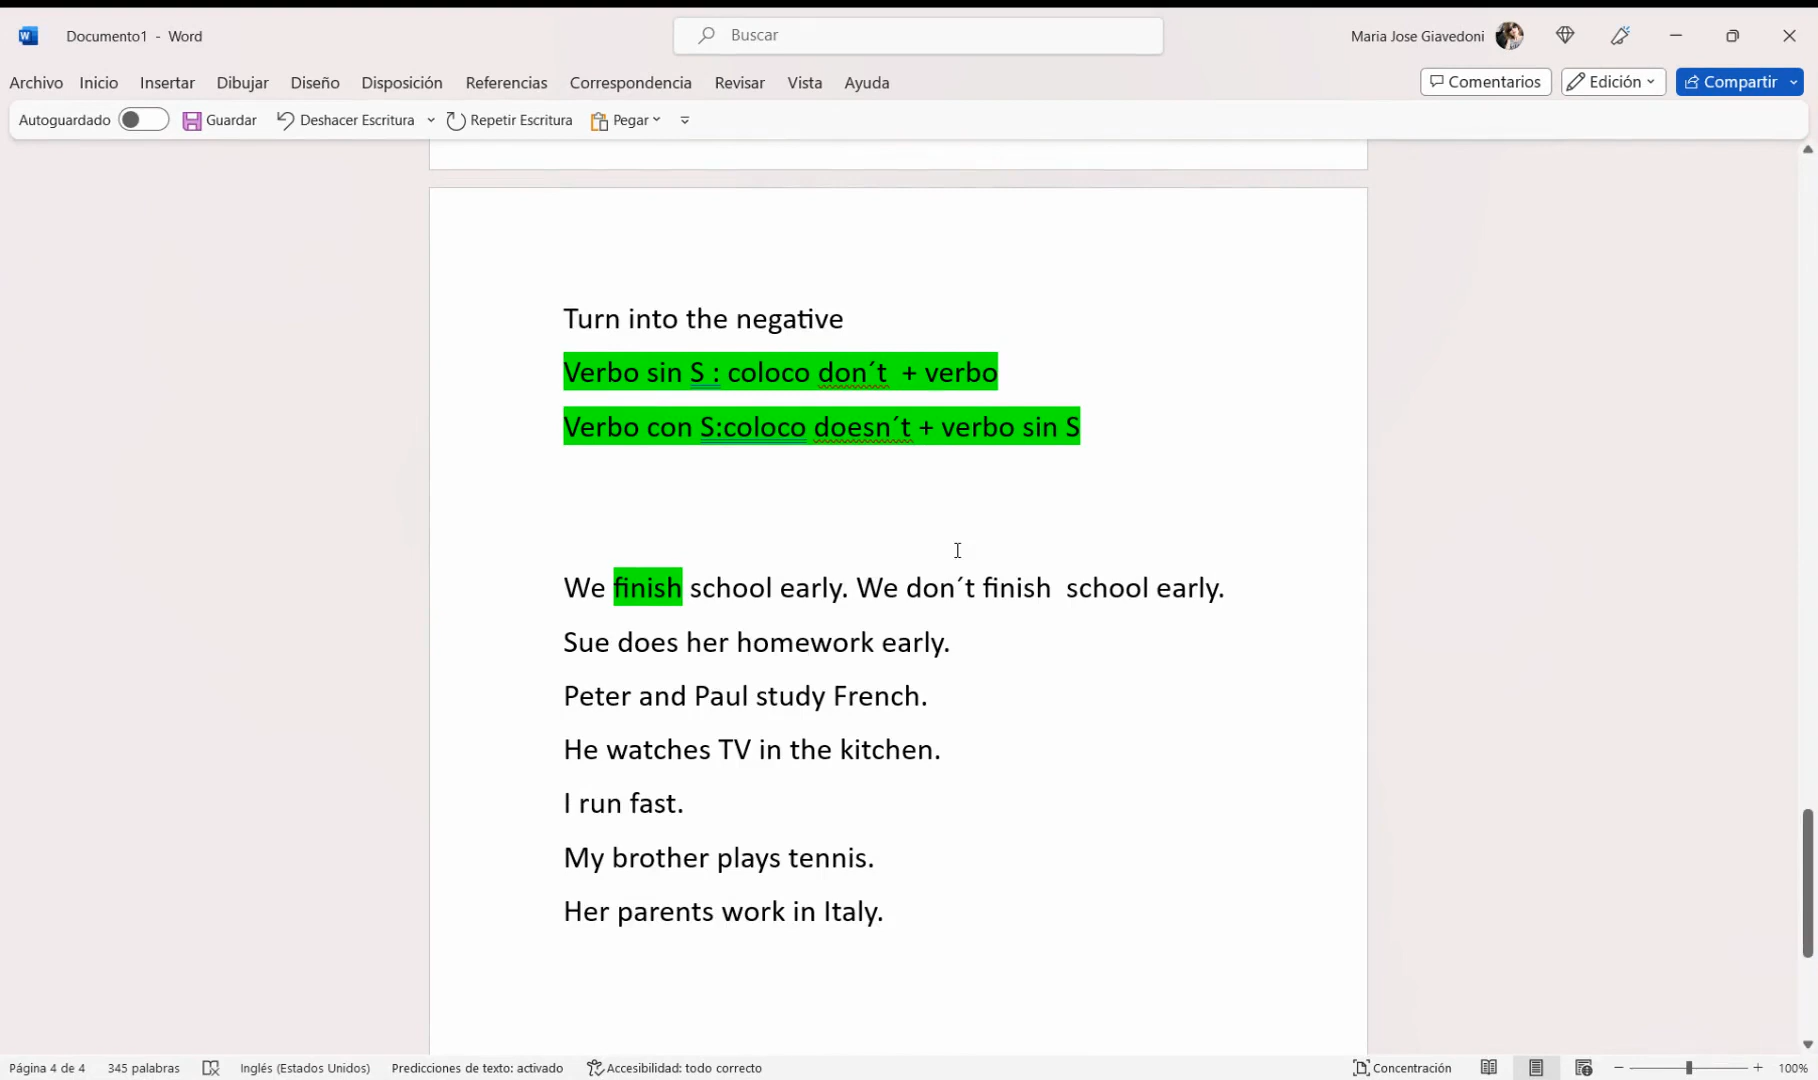 Documento1 - Word
Buscar
Maria Jose Giavedoni
Archivo Inicio Insertar Dibujar Diseño Disposición Referencias Correspondencia Revisar Vista Ayuda
Comentarios Edición Compartir
Autoguardado Guardar Deshacer Escritura Repetir Escritura Pegar
Turn into the negative
Verbo sin S : coloco don´t + verbo
Verbo con S:coloco doesn´t + verbo sin S
We finish school early. We don´t finish school early.
Sue does her homework early.
Peter and Paul study French.
He watches TV in the kitchen.
I run fast.
My brother plays tennis.
Her parents work in Italy.
Página 4 de 4 345 palabras Inglés (Estados Unidos) Predicciones de texto: activado Accesibilidad: todo correcto Concentración 100%